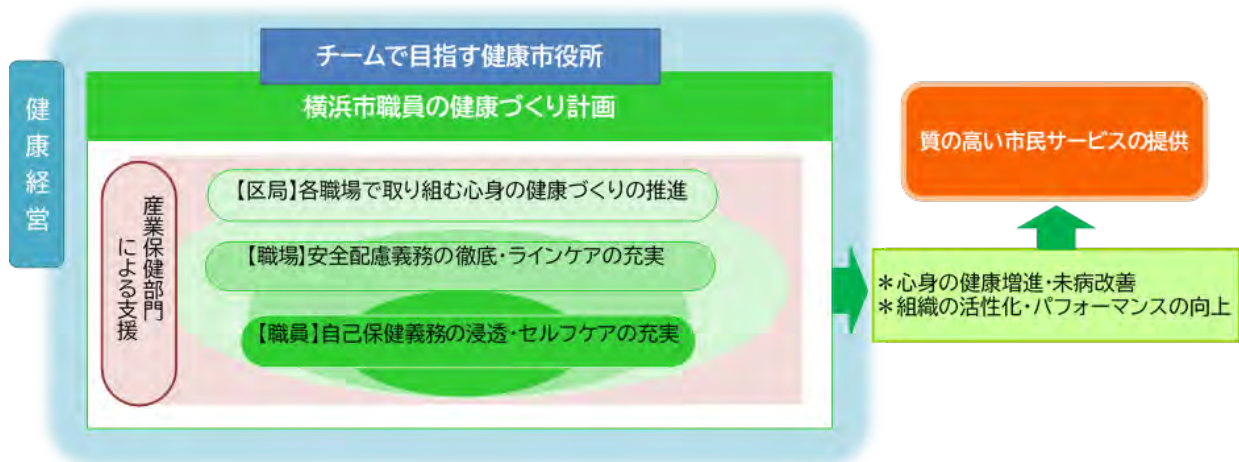 健康経営
チームで目指す健康市役所
横浜市職員の健康づくり計画
産業保健部門
による支援
【区局】各職場で取り組む心身の健康づくりの推進
【職場】安全配慮義務の徹底・ラインケアの充実
【職員】自己保健義務の浸透・セルフケアの充実
質の高い市民サービスの提供
＊心身の健康増進・未病改善
＊組織の活性化・パフォーマンスの向上